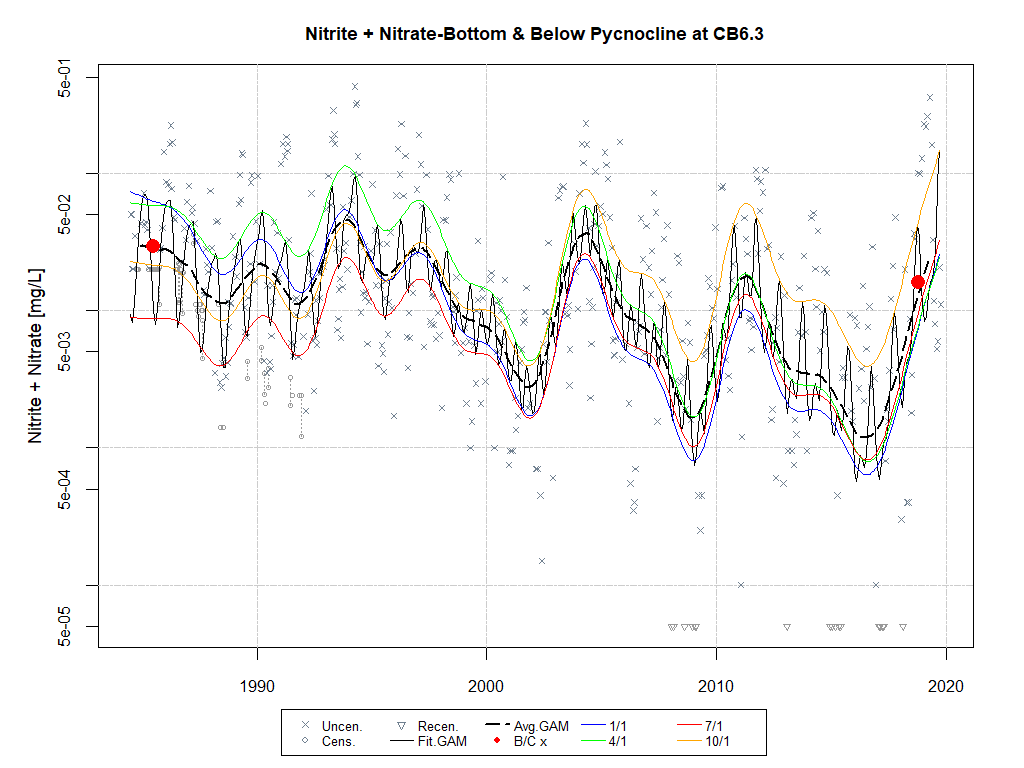 Nitrite + Nitrate-Bottom & Below Pycnocline at CB6.3
Nitrite + Nitrate [mg/L]
5e-01
5e-02
5e-03
5e-04
5e-05
1990 2000 2010 2020
Uncen. Recen. Avg.GAM 1/1 7/1
Cens. Fit.GAM B/C x 4/1 10/1